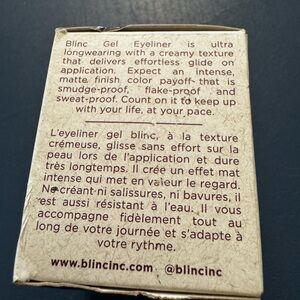 Blinc Gel Eyeliner is ultra
longwearing with a creamy texture
that delivers effortless glide on
application. Expect an intense,
matte finish color payoff that is
smudge-proof, flake-proof and
sweat-proof. Count on it to keep up
with your life, at your pace.
L'eyeliner gel blinc, à la texture
crémeuse, glisse sans effort sur la
peau lors de l'application et dure
très longtemps. Il crée un effet mat
intense qui met en valeur le regard.
Ne créant ni salissures, ni bavures, il
est aussi résistant à l'eau. Il vous
accompagne fidèlement tout au
long de votre journée et s'adapte à
votre rythme.
www.blincinc.com @blincinc